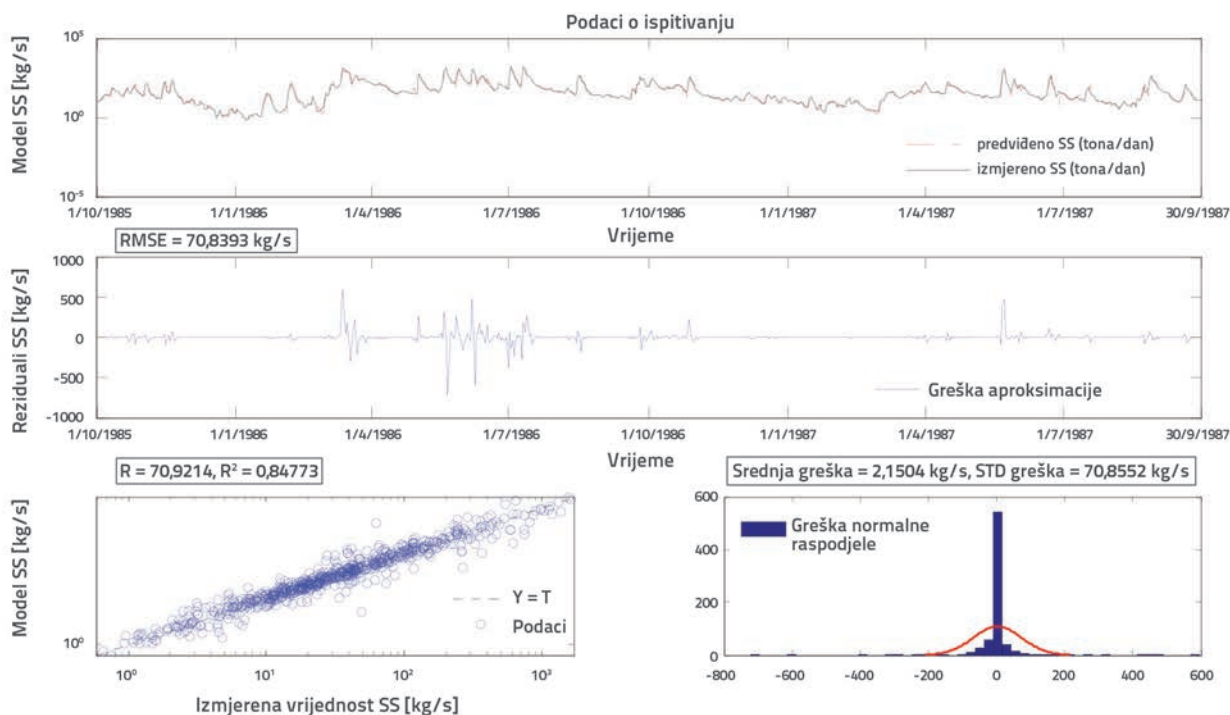 Podaci o ispitivanju
Model SS [kg/s]
10⁵
10⁰
10⁻⁵
predviđeno SS (tona/dan)
izmjereno SS (tona/dan)
1/10/1985 1/1/1986 1/4/1986 1/7/1986 1/10/1986 1/1/1987 1/4/1987 1/7/1987 30/9/1987
Vrijeme
RMSE = 70,8393 kg/s
Reziduali SS [kg/s]
1000
500
0
-500
-1000
Greška aproksimacije
1/10/1985 1/1/1986 1/4/1986 1/7/1986 1/10/1986 1/1/1987 1/4/1987 1/7/1987 30/9/1987
Vrijeme
R = 70,9214, R² = 0,84773
Model SS [kg/s]
10⁰
Y = T
Podaci
10⁰ 10¹ 10² 10³
Izmjerena vrijednost SS [kg/s]
Srednja greška = 2,1504 kg/s, STD greška = 70,8552 kg/s
600
400
200
0
Greška normalne
raspodjele
-800 -600 -400 -200 0 200 400 600